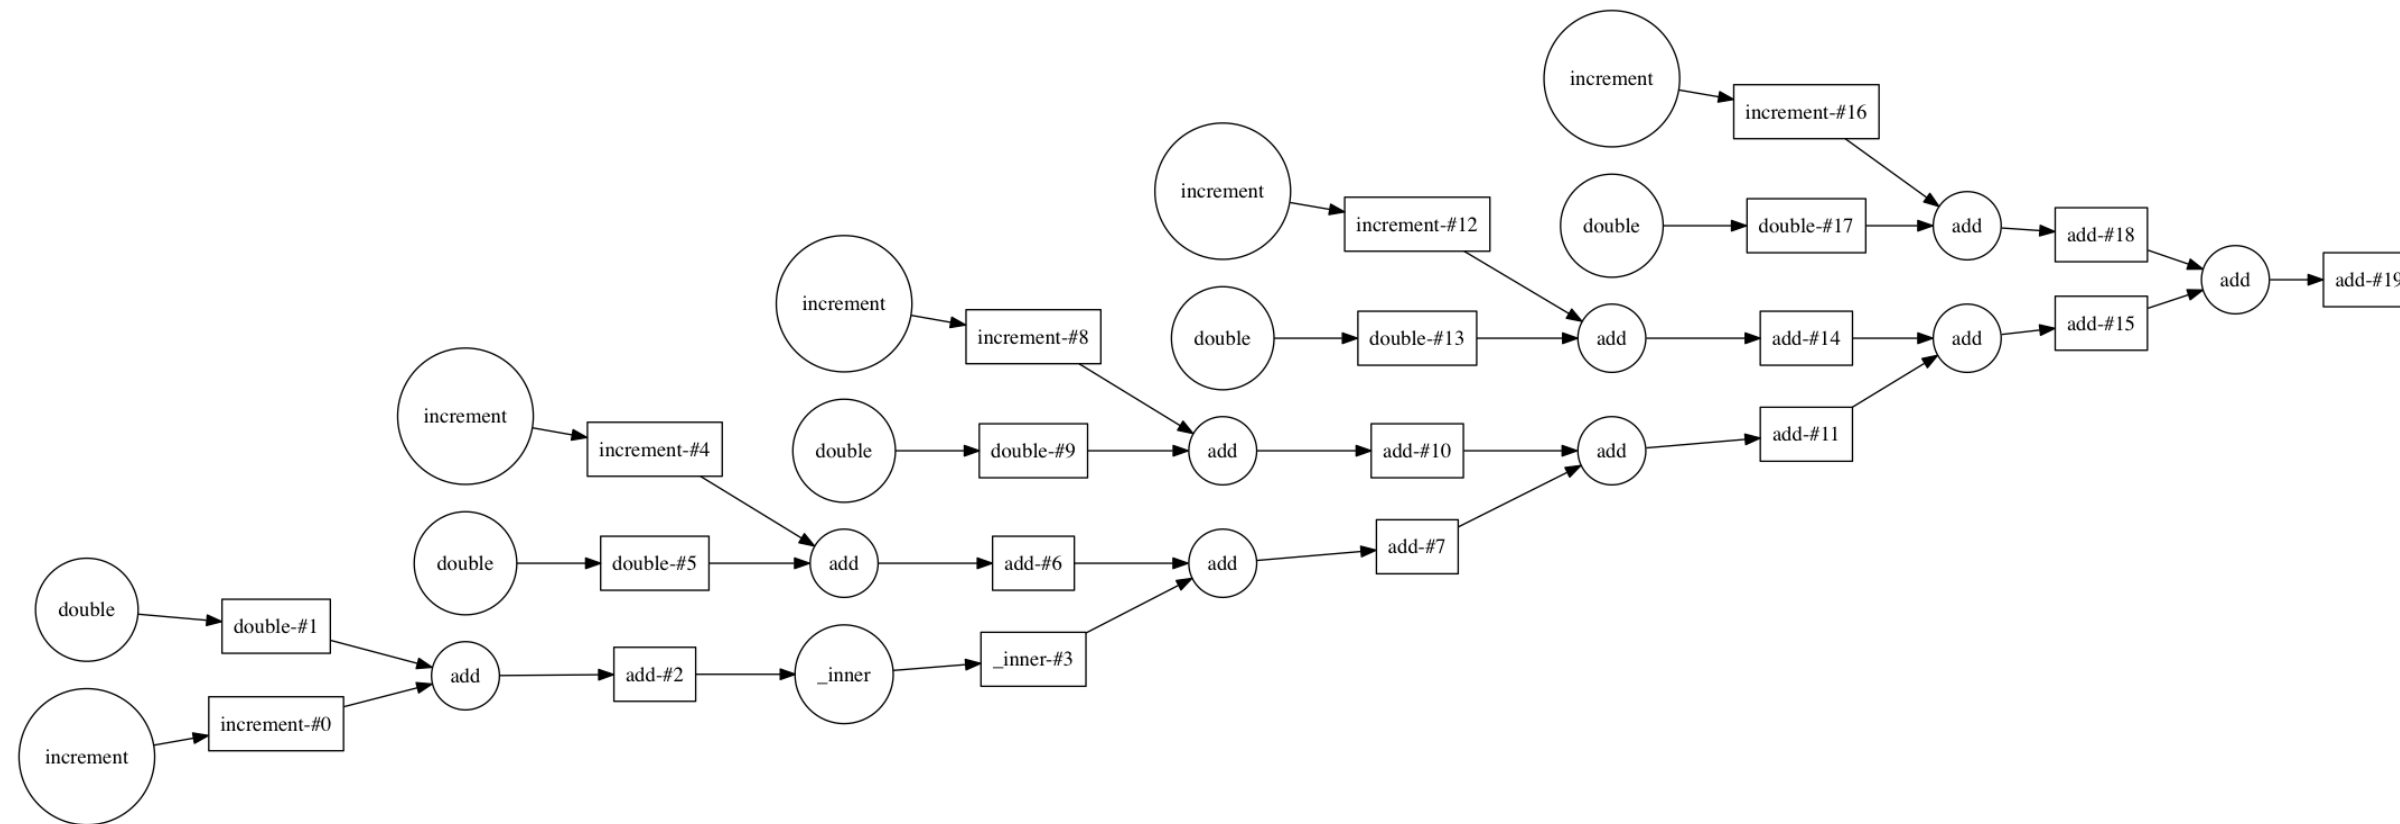 increment
increment-#16
increment
increment-#12
double
double-#17
add
add-#18
add
add-#19
increment
increment-#8
double
double-#13
add
add-#14
add
add-#15
increment
increment-#4
double
double-#9
add
add-#10
add
add-#11
double
double-#5
add
add-#6
add
add-#7
double
double-#1
add
add-#2
_inner
_inner-#3
increment
increment-#0